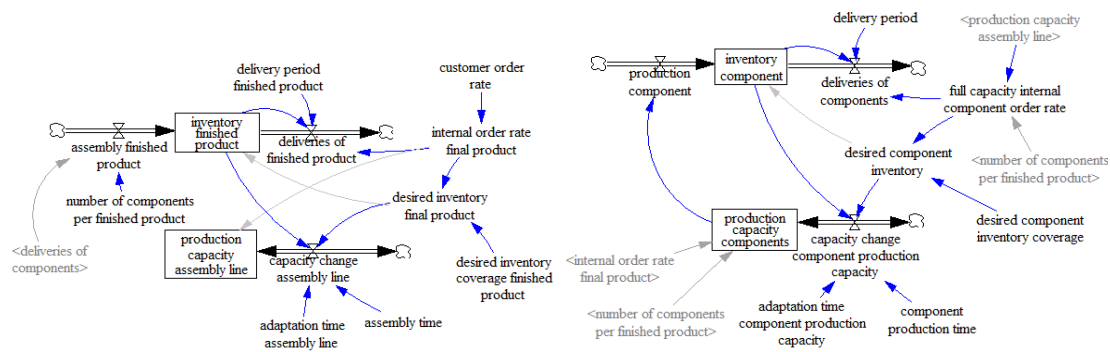 delivery period
finished product
customer order
rate
inventory
finished
product
assembly finished
product
deliveries of
finished product
internal order rate
final product
number of components
per finished product
desired inventory
final product
<deliveries of
components>
production
capacity
assembly line
capacity change
assembly line
desired inventory
coverage finished
product
adaptation time
assembly line
assembly time
delivery period
<production capacity
assembly line>
inventory
component
production
component
deliveries of
components
full capacity internal
component order rate
desired component
inventory
<number of components
per finished product>
production
capacity
components
capacity change
component production
capacity
desired component
inventory coverage
<internal order rate
final product>
<number of components
per finished product>
adaptation time
component production
capacity
component
production time